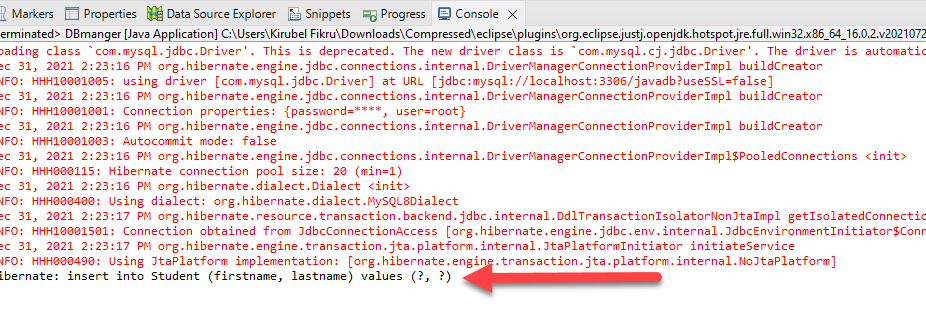 Markers Properties Data Source Explorer Snippets Progress Console
terminated> DBmanger [Java Application] C:\Users\Kirubel Fikru\Downloads\Compressed\eclipse\plugins\org.eclipse.justj.openjdk.hotspot.jre.full.win32.x86_64_16.0.2.v2021072
oading class `com.mysql.jdbc.Driver'. This is deprecated. The new driver class is `com.mysql.cj.jdbc.Driver'. The driver is automatic
ec 31, 2021 2:23:16 PM org.hibernate.engine.jdbc.connections.internal.DriverManagerConnectionProviderImpl buildCreator
NFO: HHH10001005: using driver [com.mysql.jdbc.Driver] at URL [jdbc:mysql://localhost:3306/javadb?useSSL=false]
ec 31, 2021 2:23:16 PM org.hibernate.engine.jdbc.connections.internal.DriverManagerConnectionProviderImpl buildCreator
NFO: HHH10001001: Connection properties: {password=****, user=root}
ec 31, 2021 2:23:16 PM org.hibernate.engine.jdbc.connections.internal.DriverManagerConnectionProviderImpl buildCreator
NFO: HHH10001003: Autocommit mode: false
ec 31, 2021 2:23:16 PM org.hibernate.engine.jdbc.connections.internal.DriverManagerConnectionProviderImpl$PooledConnections <init>
NFO: HHH000115: Hibernate connection pool size: 20 (min=1)
ec 31, 2021 2:23:16 PM org.hibernate.dialect.Dialect <init>
NFO: HHH000400: Using dialect: org.hibernate.dialect.MySQL8Dialect
ec 31, 2021 2:23:17 PM org.hibernate.resource.transaction.backend.jdbc.internal.DdlTransactionIsolatorNonJtaImpl getIsolatedConnectio
NFO: HHH10001501: Connection obtained from JdbcConnectionAccess [org.hibernate.engine.jdbc.env.internal.JdbcEnvironmentInitiator$Conn
ec 31, 2021 2:23:17 PM org.hibernate.engine.transaction.jta.platform.internal.JtaPlatformInitiator initiateService
NFO: HHH000490: Using JtaPlatform implementation: [org.hibernate.engine.transaction.jta.platform.internal.NoJtaPlatform]
ibernate: insert into Student (firstname, lastname) values (?, ?)